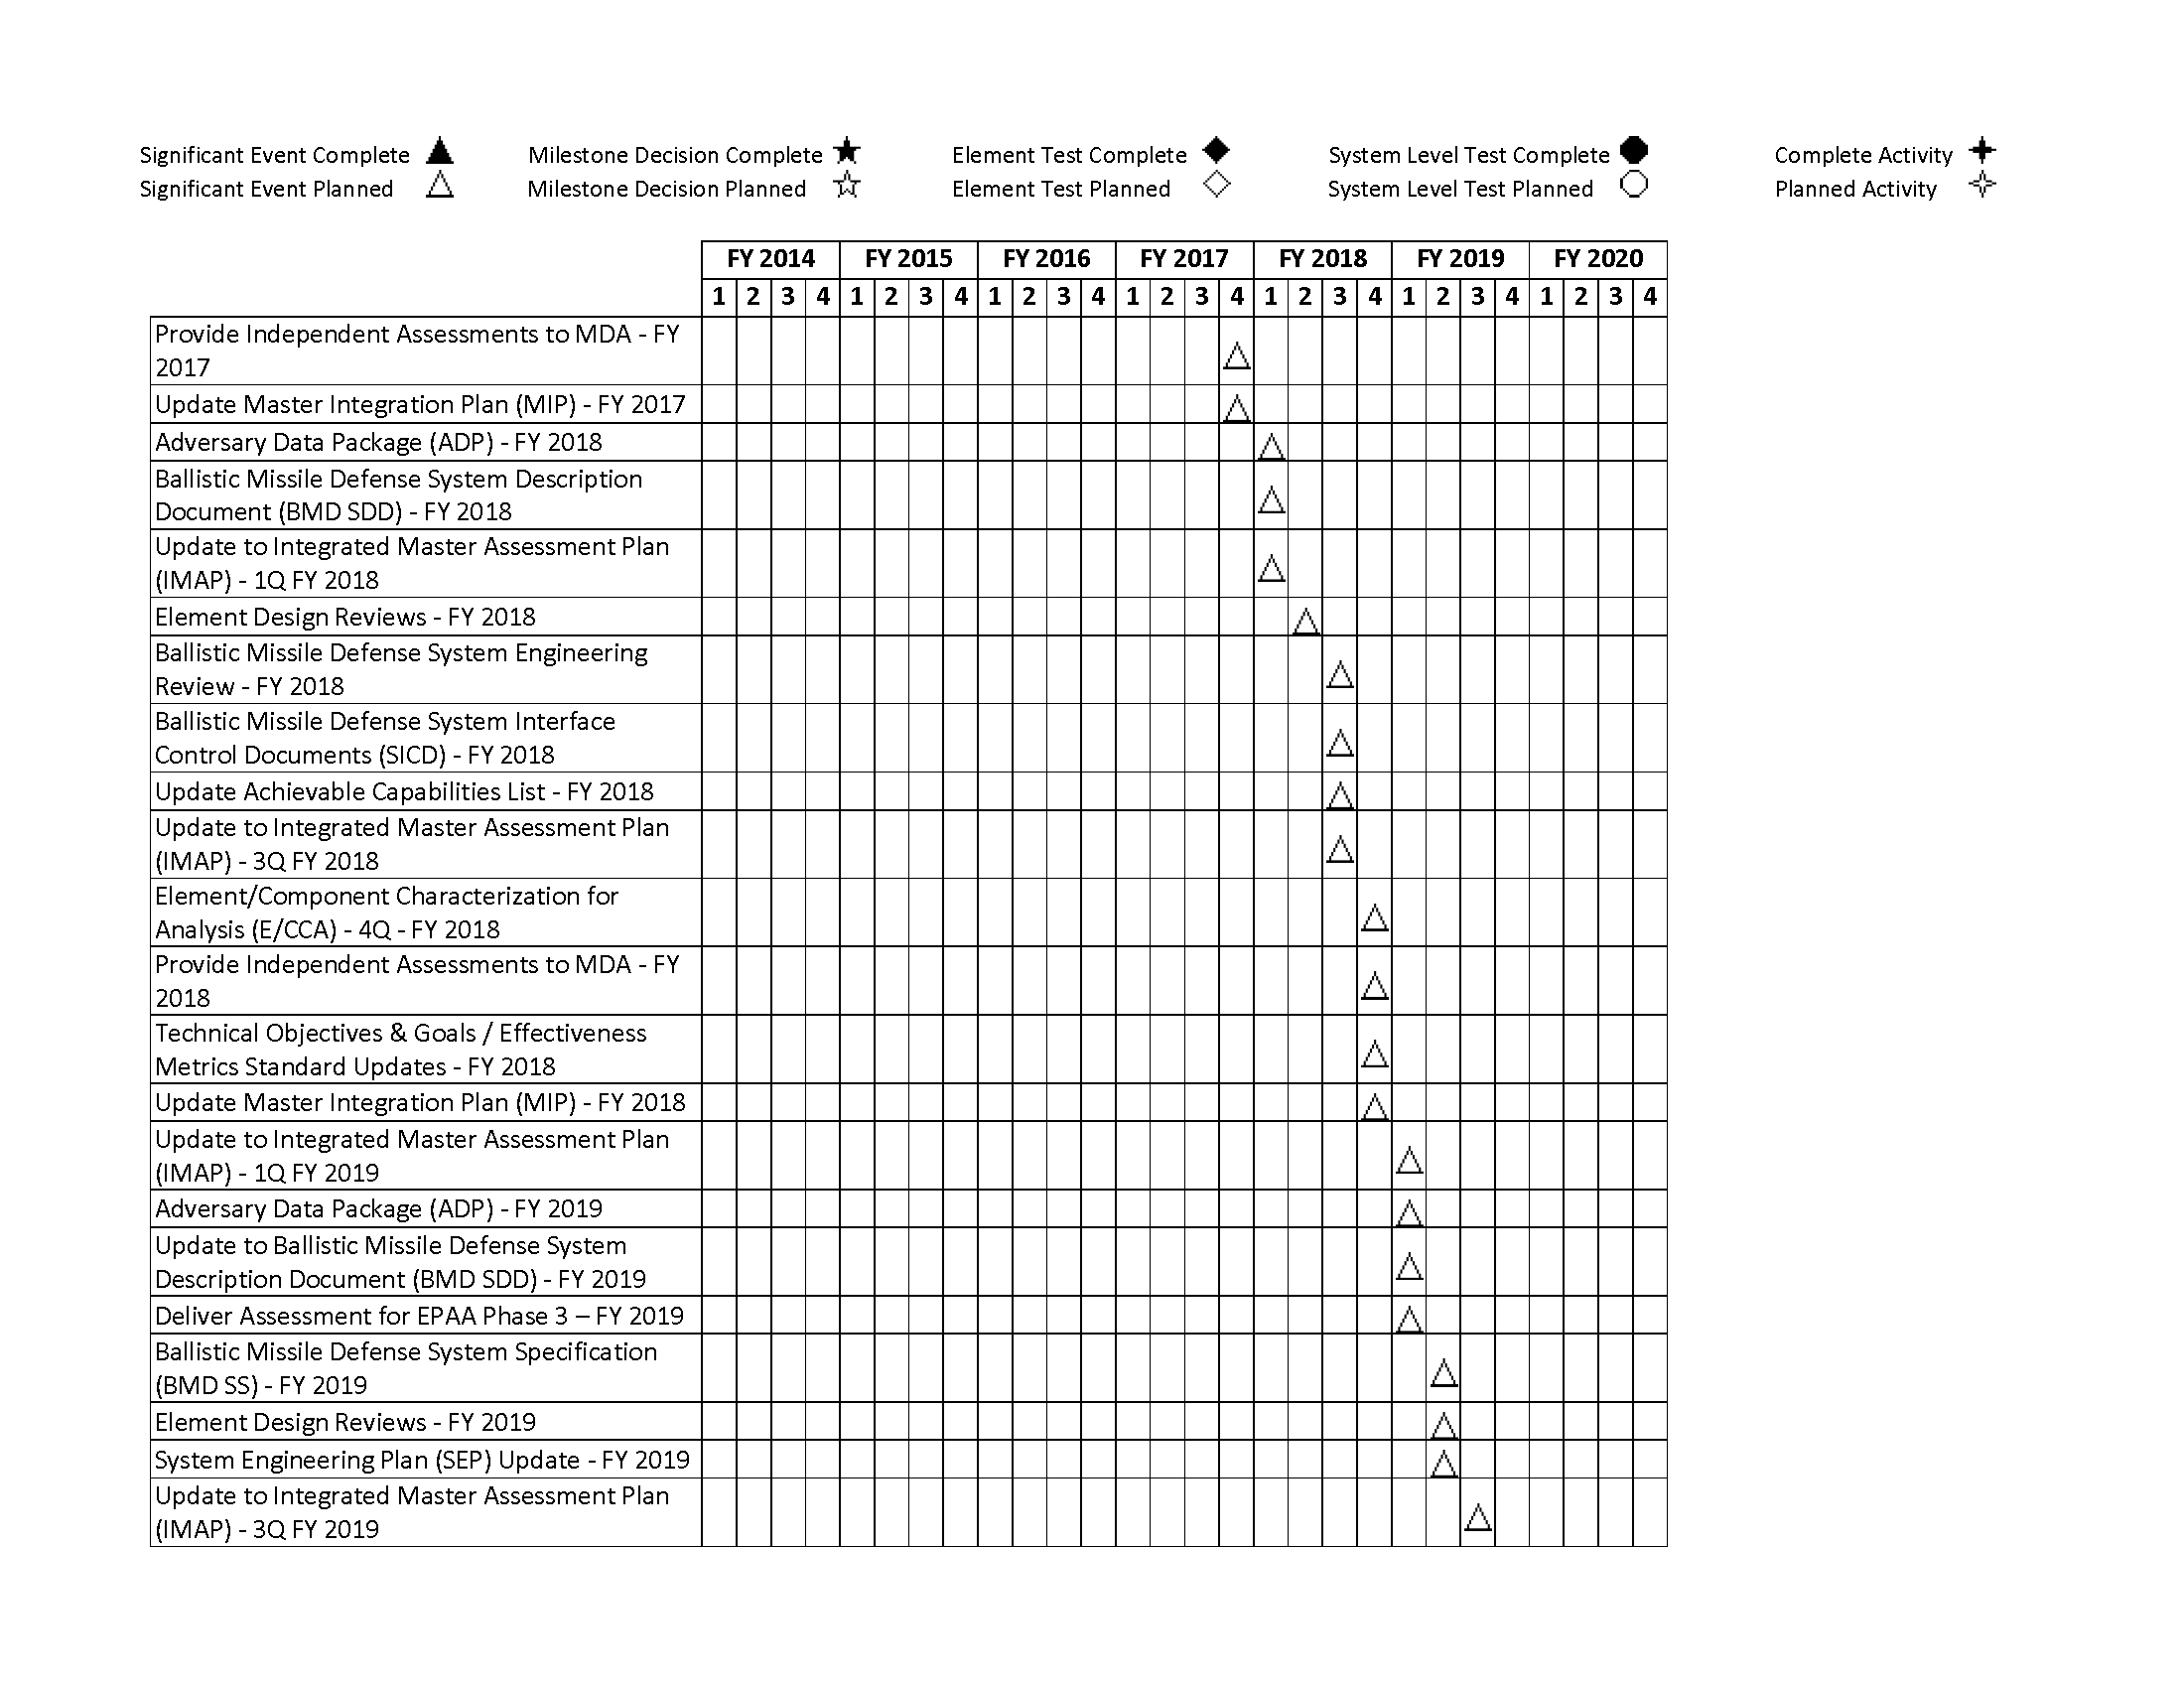 Significant Event Complete Milestone Decision Complete Element Test Complete System Level Test Complete Complete Activity
Significant Event Planned Milestone Decision Planned Element Test Planned System Level Test Planned Planned Activity
FY 2014 FY 2015 FY 2016 FY 2017 FY 2018 FY 2019 FY 2020
1 2 3 4 1 2 3 4 1 2 3 4 1 2 3 4 1 2 3 4 1 2 3 4 1 2 3 4
Provide Independent Assessments to MDA - FY
2017
Update Master Integration Plan (MIP) - FY 2017
Adversary Data Package (ADP) - FY 2018
Ballistic Missile Defense System Description
Document (BMD SDD) - FY 2018
Update to Integrated Master Assessment Plan
(IMAP) - 1Q FY 2018
Element Design Reviews - FY 2018
Ballistic Missile Defense System Engineering
Review - FY 2018
Ballistic Missile Defense System Interface
Control Documents (SICD) - FY 2018
Update Achievable Capabilities List - FY 2018
Update to Integrated Master Assessment Plan
(IMAP) - 3Q FY 2018
Element/Component Characterization for
Analysis (E/CCA) - 4Q - FY 2018
Provide Independent Assessments to MDA - FY
2018
Technical Objectives & Goals / Effectiveness
Metrics Standard Updates - FY 2018
Update Master Integration Plan (MIP) - FY 2018
Update to Integrated Master Assessment Plan
(IMAP) - 1Q FY 2019
Adversary Data Package (ADP) - FY 2019
Update to Ballistic Missile Defense System
Description Document (BMD SDD) - FY 2019
Deliver Assessment for EPAA Phase 3 – FY 2019
Ballistic Missile Defense System Specification
(BMD SS) - FY 2019
Element Design Reviews - FY 2019
System Engineering Plan (SEP) Update - FY 2019
Update to Integrated Master Assessment Plan
(IMAP) - 3Q FY 2019